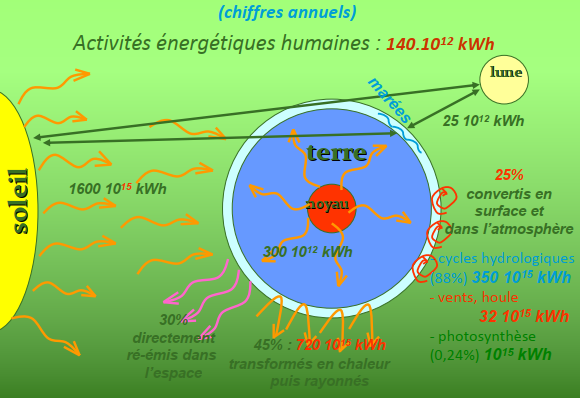 (chiffres annuels)
Activités énergétiques humaines : 140.10¹² kWh
lune
marées
25 10¹² kWh
terre
soleil
1600 10¹⁵ kWh
noyau
300 10¹² kWh
25%
convertis en
surface et
dans l'atmosphère
- cycles hydrologiques
(88%) 350 10¹⁵ kWh
- vents, houle
32 10¹⁵ kWh
- photosynthèse
(0,24%) 10¹⁵ kWh
30%
directement
ré-émis dans
l'espace
45% : 720 10¹⁵ kWh
transformés en chaleur
puis rayonnés